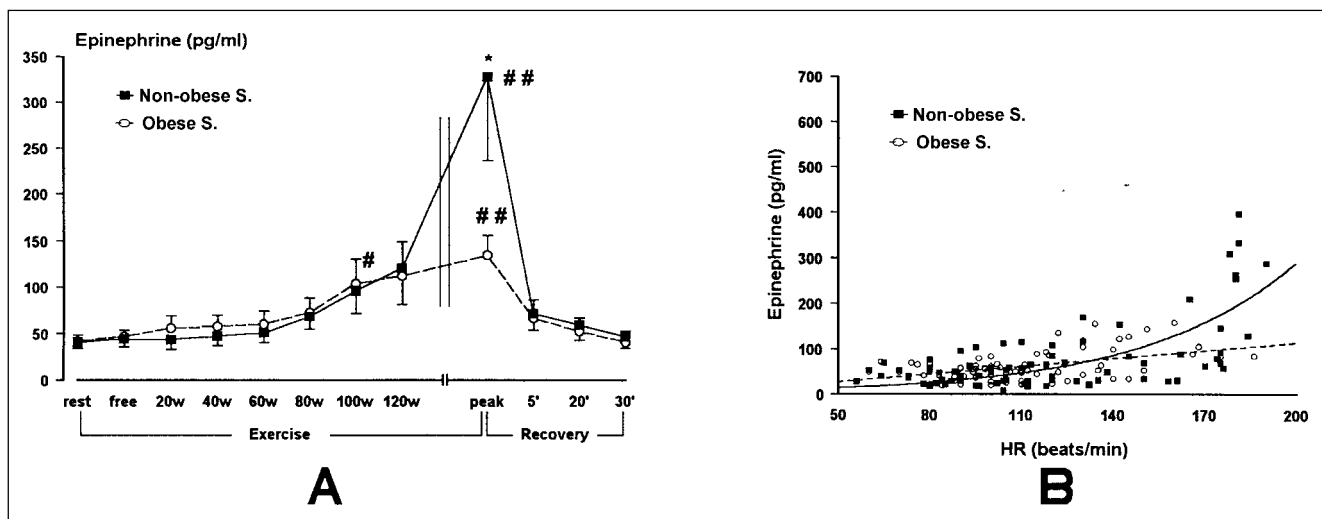 Epinephrine (pg/ml)
350
300
250
200
150
100
50
0
Non-obese S.
Obese S.
*
# #
# #
#
rest free 20w 40w 60w 80w 100w 120w peak 5' 20' 30'
Exercise Recovery
A
Epinephrine (pg/ml)
700
600
500
400
300
200
100
0
Non-obese S.
Obese S.
50 80 110 140 170 200
HR (beats/min)
B